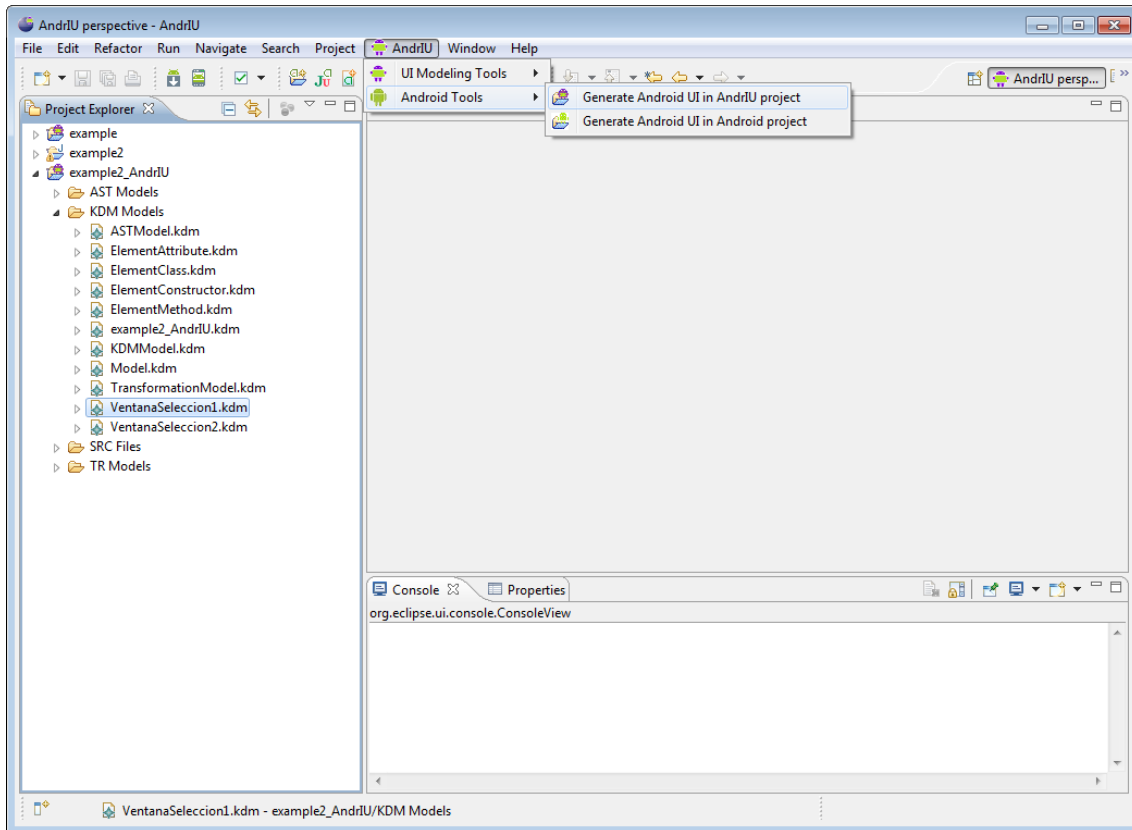 AndrIU perspective - AndrIU
File Edit Refactor Run Navigate Search Project AndrIU Window Help
UI Modeling Tools
Android Tools
Generate Android UI in AndrIU project
Generate Android UI in Android project
AndrIU persp...
Project Explorer
example
example2
example2_AndrIU
AST Models
KDM Models
ASTModel.kdm
ElementAttribute.kdm
ElementClass.kdm
ElementConstructor.kdm
ElementMethod.kdm
example2_AndrIU.kdm
KDMModel.kdm
Model.kdm
TransformationModel.kdm
VentanaSeleccion1.kdm
VentanaSeleccion2.kdm
SRC Files
TR Models
Console Properties
org.eclipse.ui.console.ConsoleView
VentanaSeleccion1.kdm - example2_AndrIU/KDM Models